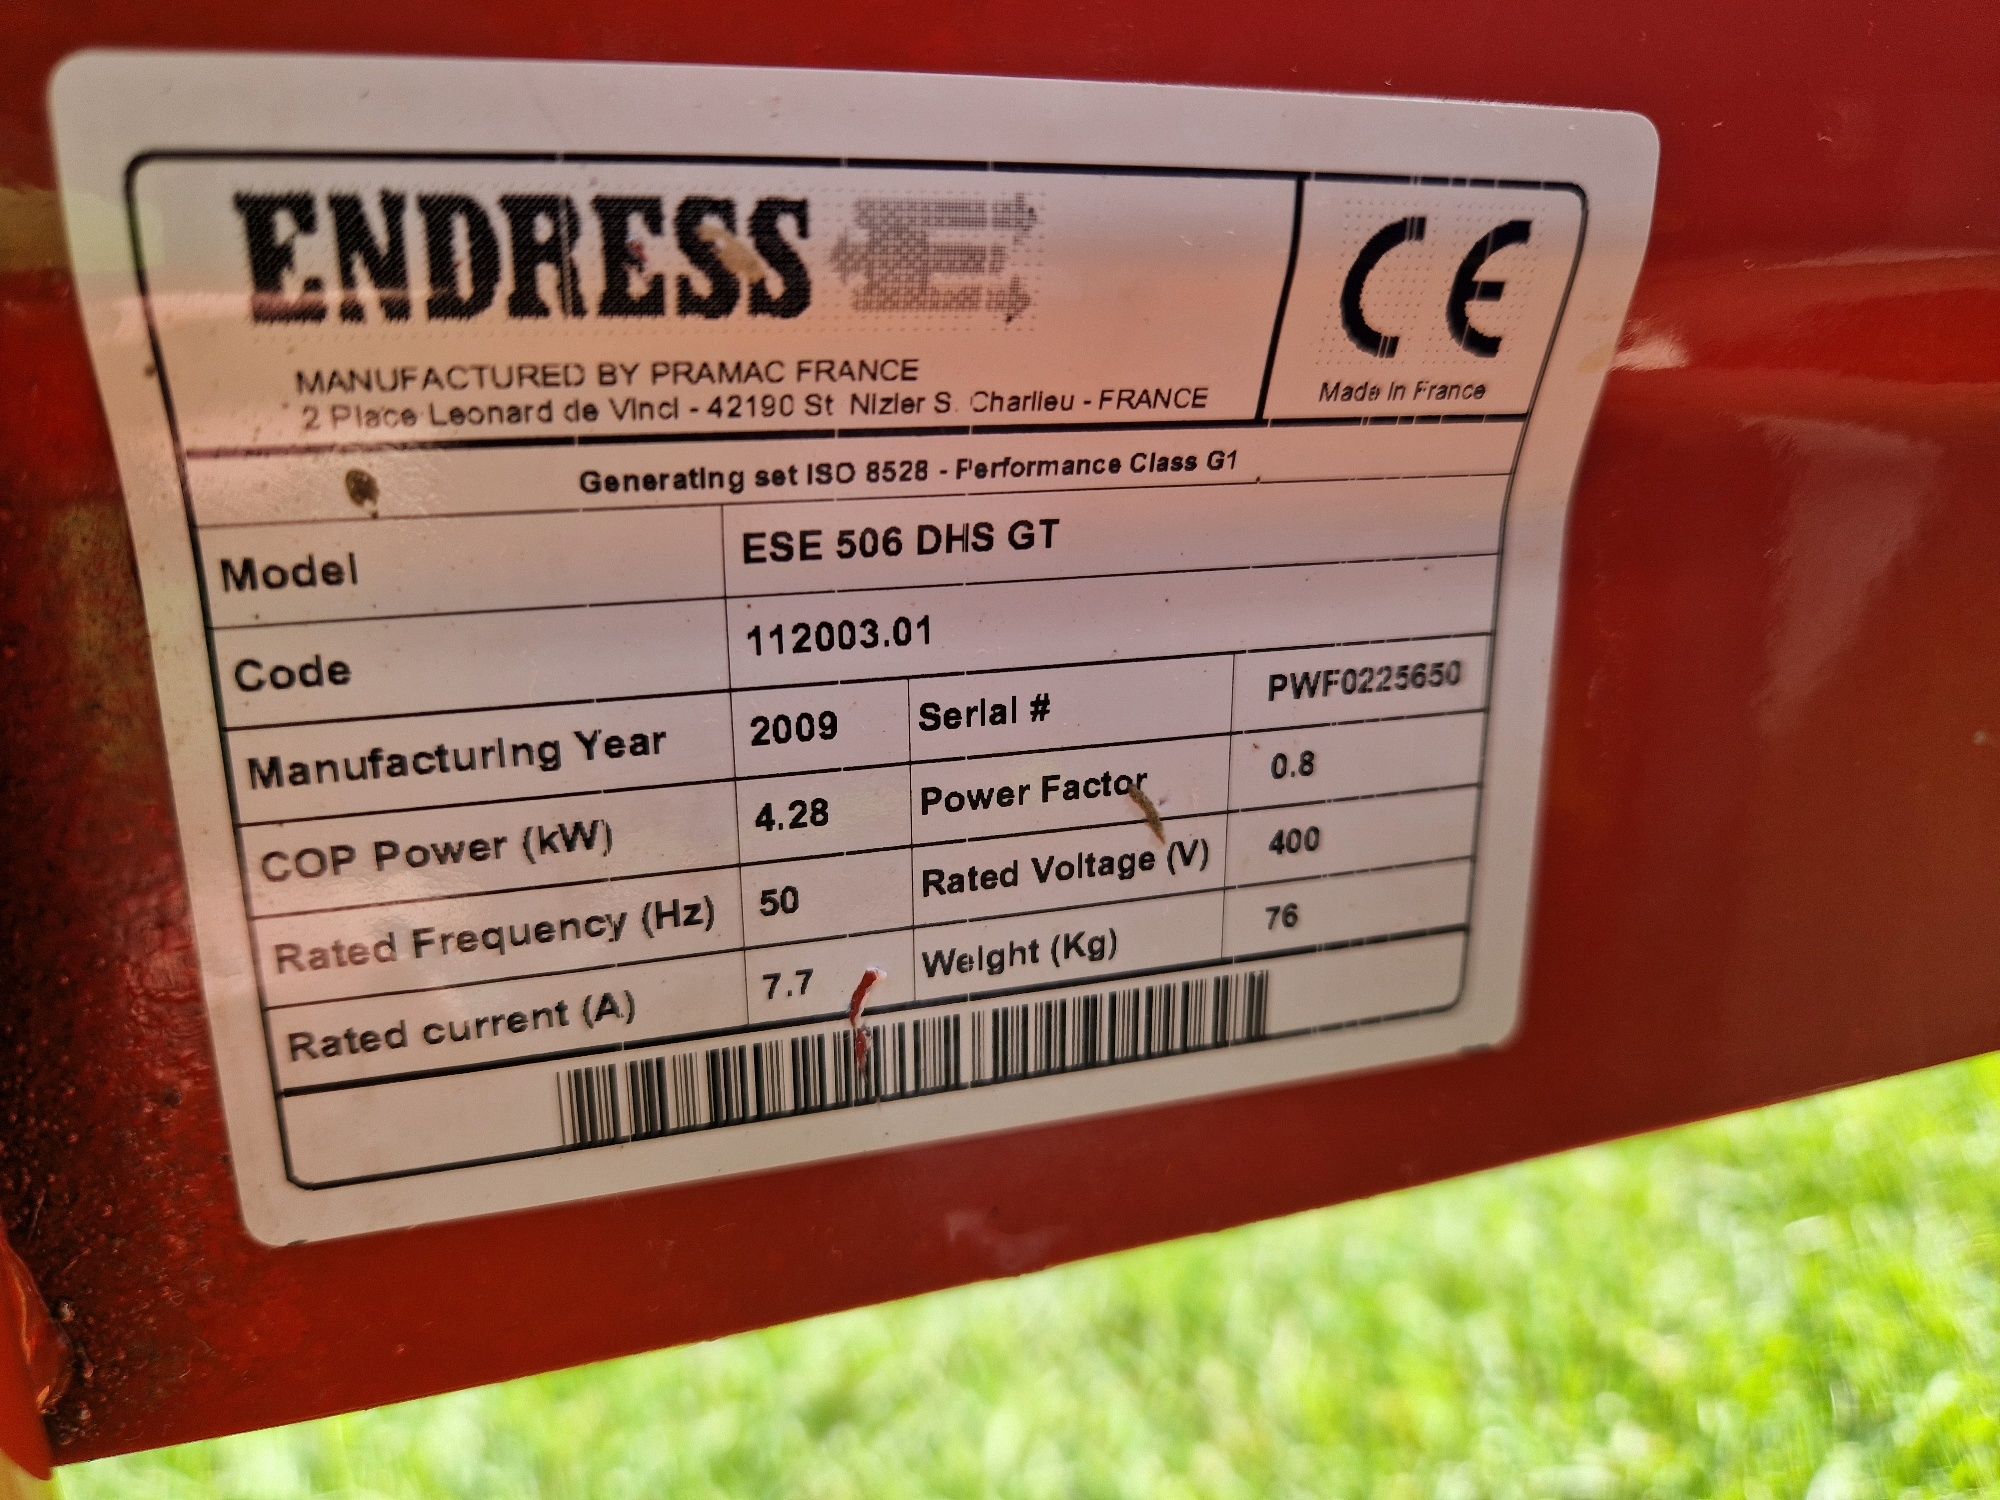 ENDRESS
CE
MANUFACTURED BY PRAMAC FRANCE
2 Place Leonard de Vinci - 42190 St Nizier S. Charlieu - FRANCE
Made in France
Generating set ISO 8528 - Performance Class G1
Model ESE 506 DHS GT
Code 112003.01
Manufacturing Year 2009 Serial # PWF0225650
COP Power (kW) 4.28 Power Factor 0.8
Rated Frequency (Hz) 50 Rated Voltage (V) 400
Rated current (A) 7.7 Weight (Kg) 76